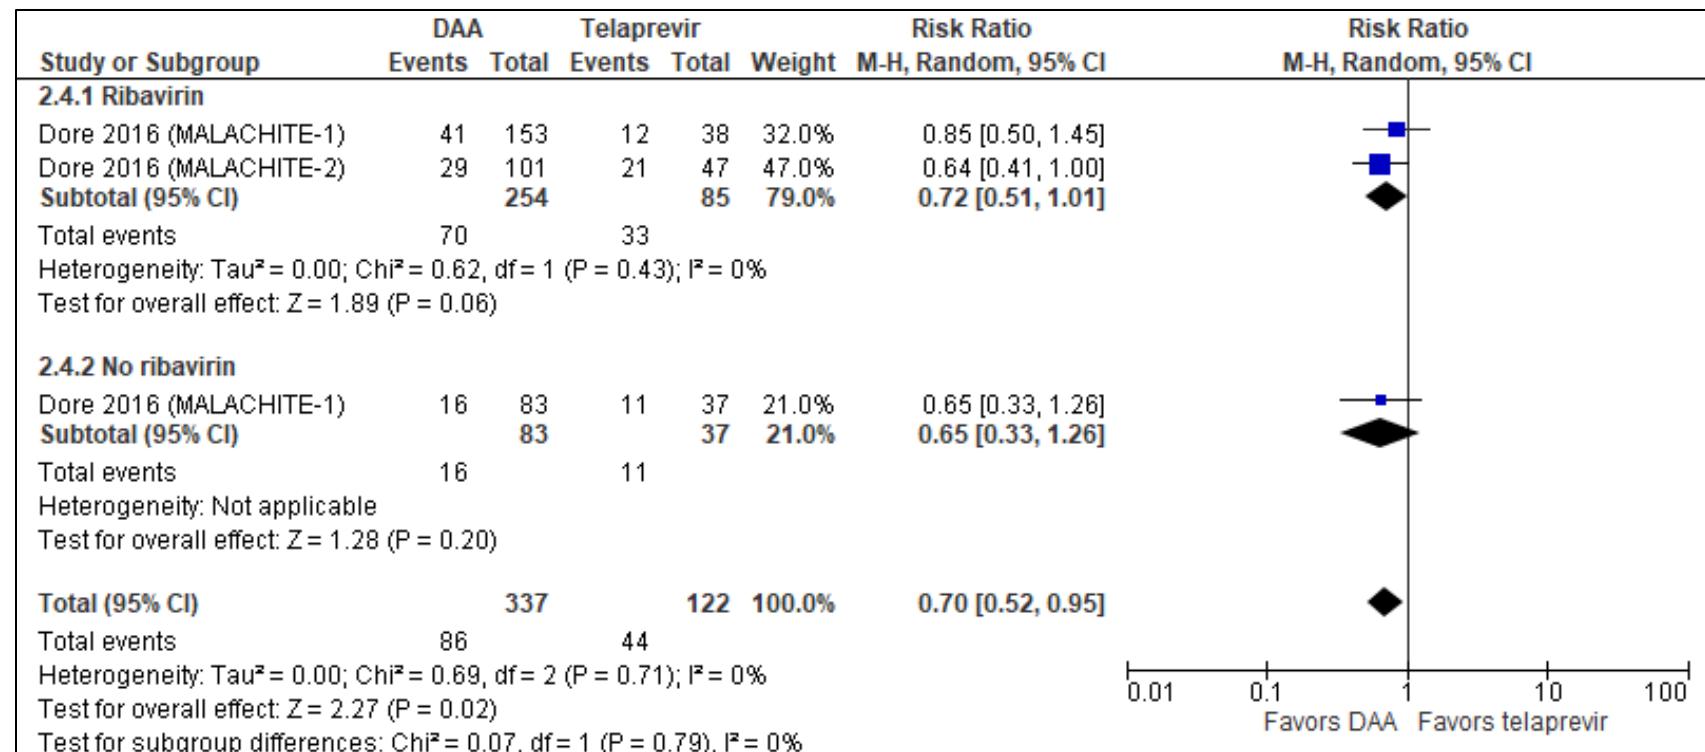 DAA Telaprevir Risk Ratio Risk Ratio
Study or Subgroup Events Total Events Total Weight M-H, Random, 95% CI M-H, Random, 95% CI
2.4.1 Ribavirin
Dore 2016 (MALACHITE-1) 41 153 12 38 32.0% 0.85 [0.50, 1.45]
Dore 2016 (MALACHITE-2) 29 101 21 47 47.0% 0.64 [0.41, 1.00]
Subtotal (95% CI) 254 85 79.0% 0.72 [0.51, 1.01]
Total events 70 33
Heterogeneity: Tau² = 0.00; Chi² = 0.62, df = 1 (P = 0.43); I² = 0%
Test for overall effect: Z = 1.89 (P = 0.06)
2.4.2 No ribavirin
Dore 2016 (MALACHITE-1) 16 83 11 37 21.0% 0.65 [0.33, 1.26]
Subtotal (95% CI) 83 37 21.0% 0.65 [0.33, 1.26]
Total events 16 11
Heterogeneity: Not applicable
Test for overall effect: Z = 1.28 (P = 0.20)
Total (95% CI) 337 122 100.0% 0.70 [0.52, 0.95]
Total events 86 44
Heterogeneity: Tau² = 0.00; Chi² = 0.69, df = 2 (P = 0.71); I² = 0%
Test for overall effect: Z = 2.27 (P = 0.02)
Test for subgroup differences: Chi² = 0.07, df = 1 (P = 0.79), I² = 0%
0.01 0.1 1 10 100
Favors DAA Favors telaprevir